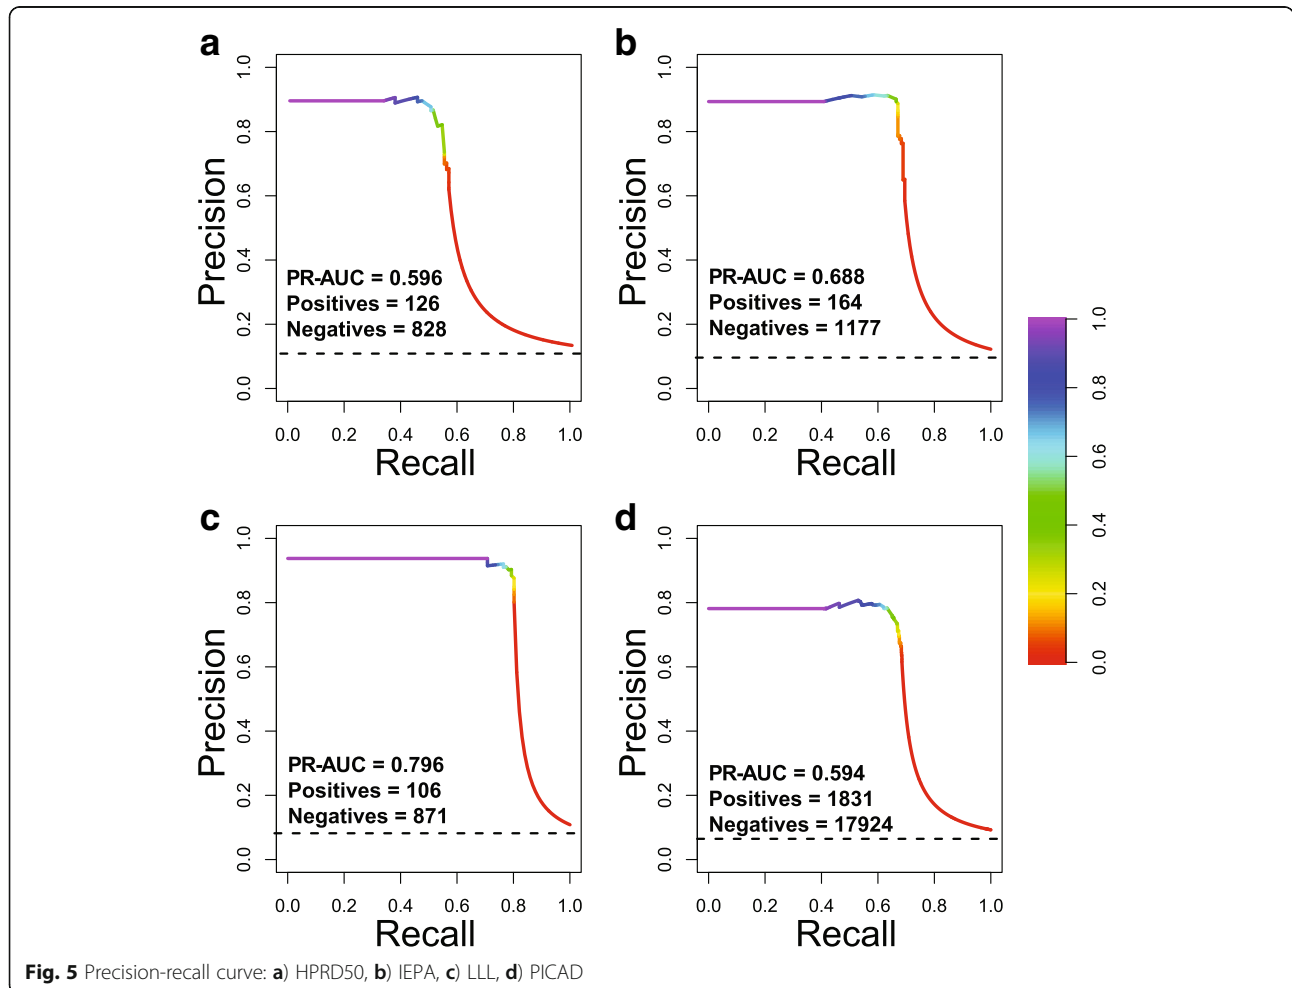 a
1.0
0.8
0.6
0.4
0.2
0.0
Precision
PR-AUC = 0.596
Positives = 126
Negatives = 828
0.0 0.2 0.4 0.6 0.8 1.0
Recall
b
1.0
0.8
0.6
0.4
0.2
0.0
Precision
PR-AUC = 0.688
Positives = 164
Negatives = 1177
0.0 0.2 0.4 0.6 0.8 1.0
Recall
1.0
0.8
0.6
0.4
0.2
0.0
c
1.0
0.8
0.6
0.4
0.2
0.0
Precision
PR-AUC = 0.796
Positives = 106
Negatives = 871
0.0 0.2 0.4 0.6 0.8 1.0
Recall
d
1.0
0.8
0.6
0.4
0.2
0.0
Precision
PR-AUC = 0.594
Positives = 1831
Negatives = 17924
0.0 0.2 0.4 0.6 0.8 1.0
Recall
Fig. 5 Precision-recall curve: a) HPRD50, b) IEPA, c) LLL, d) PICAD